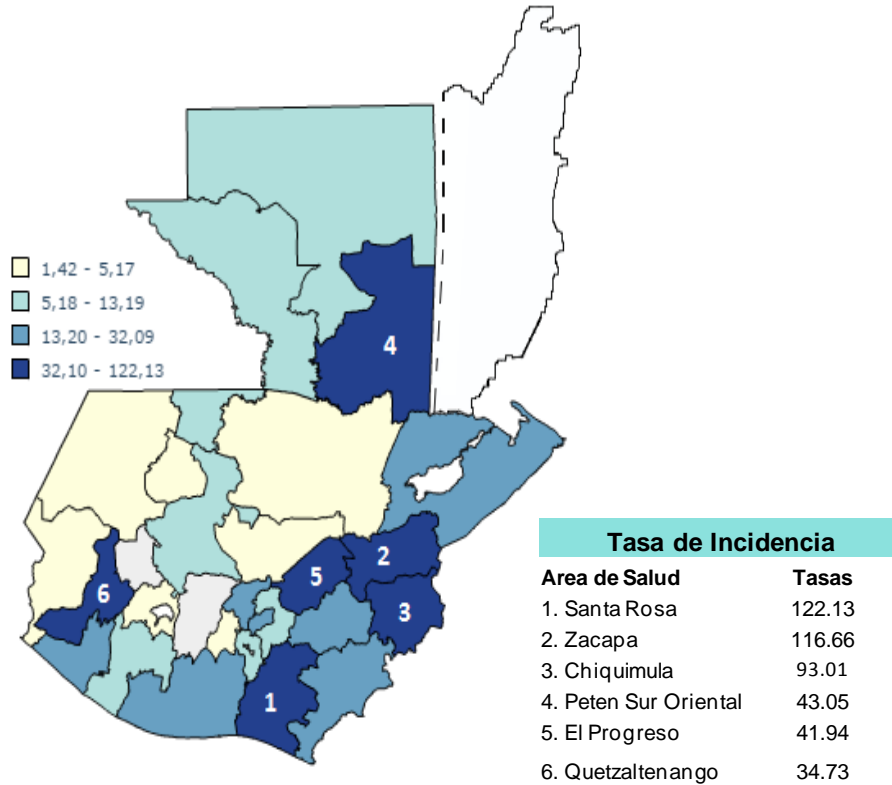 1,42 - 5,17
5,18 - 13,19
13,20 - 32,09
32,10 - 122,13
4
2
5
6
3
1
Tasa de Incidencia
Area de Salud Tasas
1. Santa Rosa 122.13
2. Zacapa 116.66
3. Chiquimula 93.01
4. Peten Sur Oriental 43.05
5. El Progreso 41.94
6. Quetzaltenango 34.73